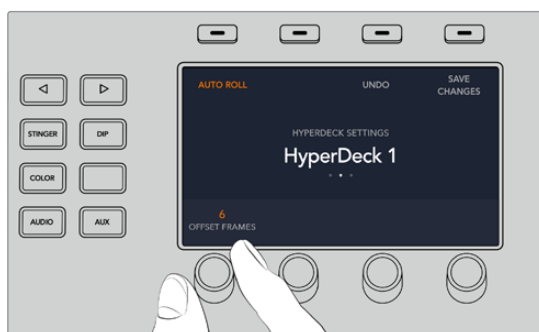 AUTO ROLL
UNDO
SAVE
CHANGES
STINGER
DIP
HYPERDECK SETTINGS
HyperDeck 1
COLOR
AUDIO
AUX
6
OFFSET FRAMES